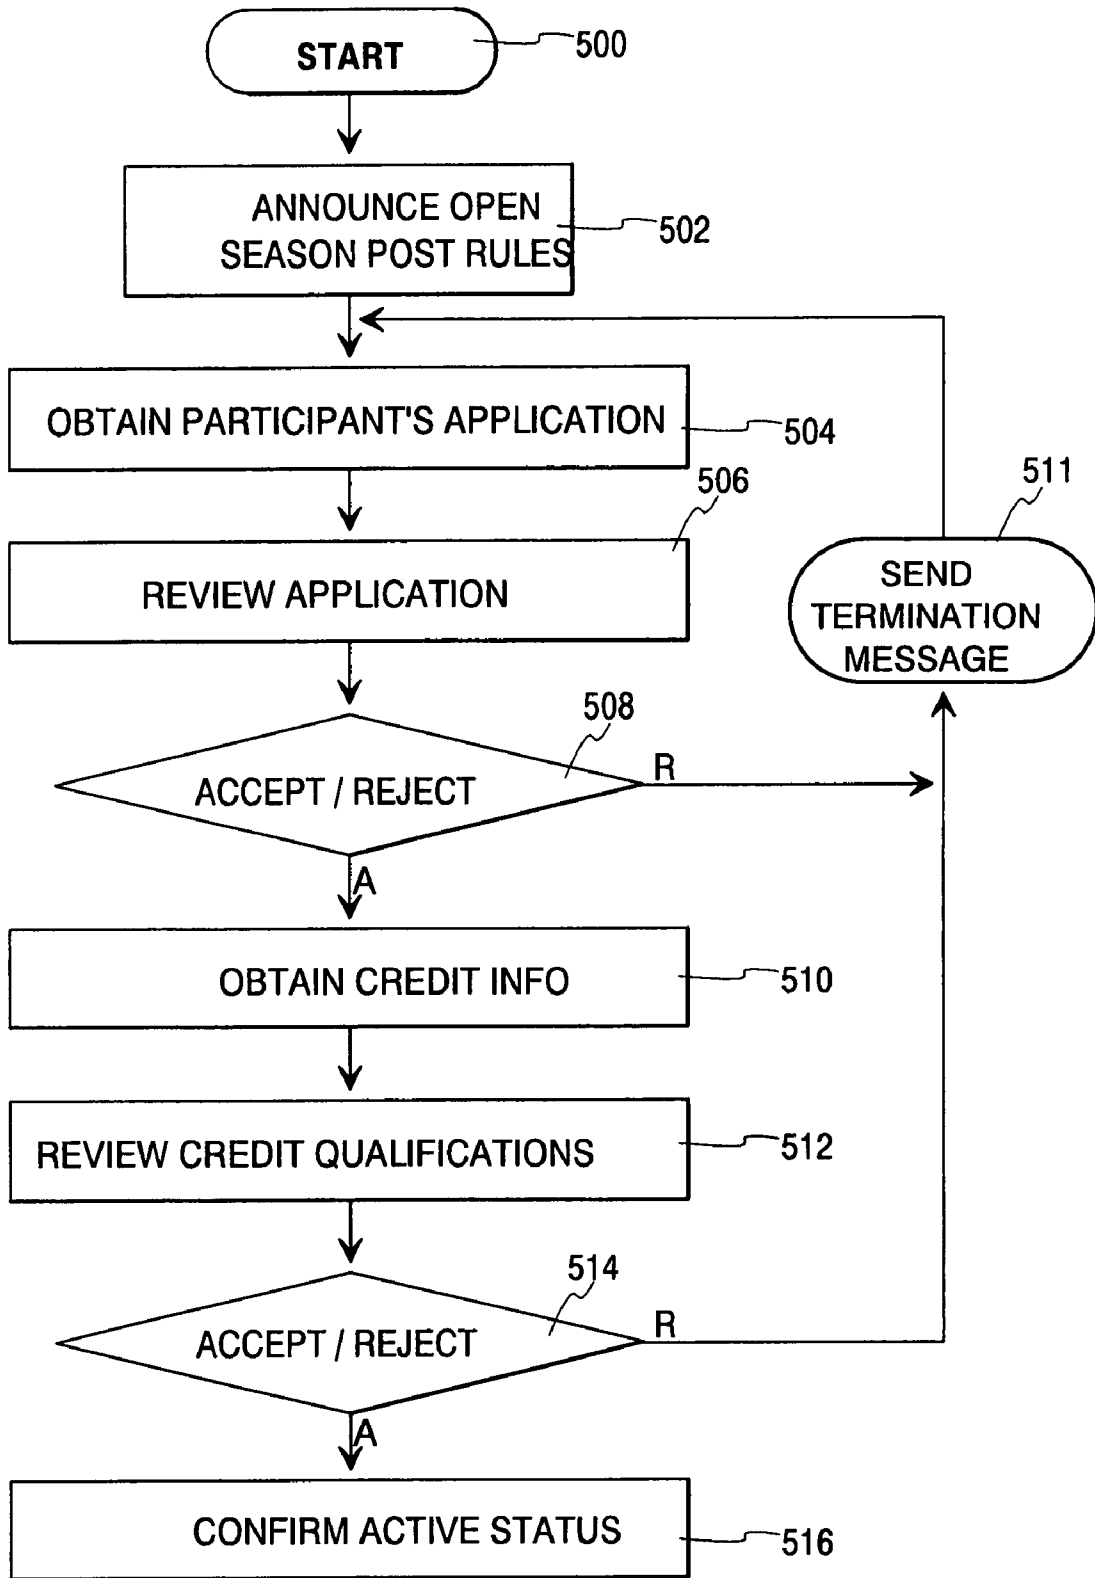 START
500
ANNOUNCE OPEN
SEASON POST RULES
502
OBTAIN PARTICIPANT'S APPLICATION
504
506
REVIEW APPLICATION
511
SEND
TERMINATION
MESSAGE
508
ACCEPT / REJECT
R
A
OBTAIN CREDIT INFO
510
REVIEW CREDIT QUALIFICATIONS
512
514
ACCEPT / REJECT
R
A
CONFIRM ACTIVE STATUS
516